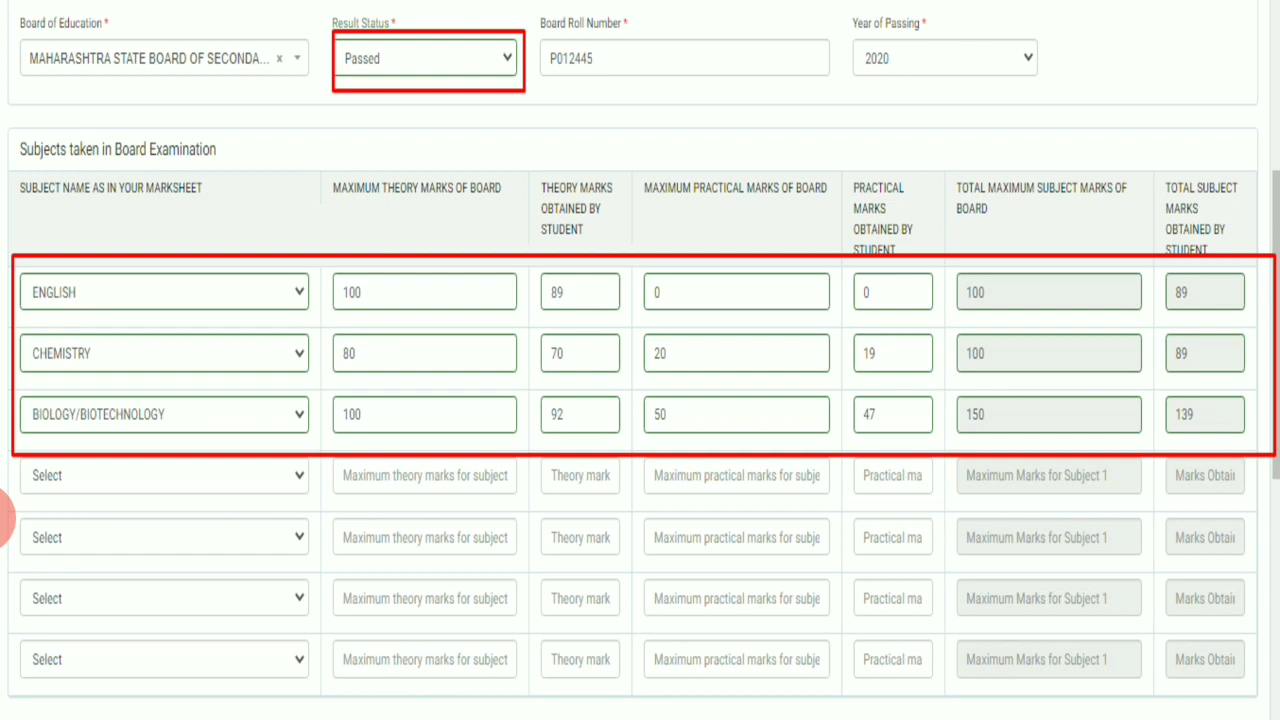 Board of Education * Result Status * Board Roll Number * Year of Passing *
MAHARASHTRA STATE BOARD OF SECONDA... × Passed P012445 2020
Subjects taken in Board Examination
SUBJECT NAME AS IN YOUR MARKSHEET MAXIMUM THEORY MARKS OF BOARD THEORY MARKS MAXIMUM PRACTICAL MARKS OF BOARD PRACTICAL TOTAL MAXIMUM SUBJECT MARKS OF TOTAL SUBJECT
OBTAINED BY MARKS BOARD MARKS
STUDENT OBTAINED BY OBTAINED BY
STUDENT STUDENT
ENGLISH 100 89 0 0 100 89
CHEMISTRY 80 70 20 19 100 89
BIOLOGY/BIOTECHNOLOGY 100 92 50 47 150 139
Select Maximum theory marks for subject Theory mark Maximum practical marks for subje Practical ma Maximum Marks for Subject 1 Marks Obtai
Select Maximum theory marks for subject Theory mark Maximum practical marks for subje Practical ma Maximum Marks for Subject 1 Marks Obtai
Select Maximum theory marks for subject Theory mark Maximum practical marks for subje Practical ma Maximum Marks for Subject 1 Marks Obtai
Select Maximum theory marks for subject Theory mark Maximum practical marks for subje Practical ma Maximum Marks for Subject 1 Marks Obtai